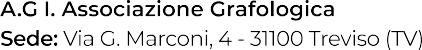 A.G I. Associazione Grafologica
Sede: Via G. Marconi, 4 - 31100 Treviso (TV)